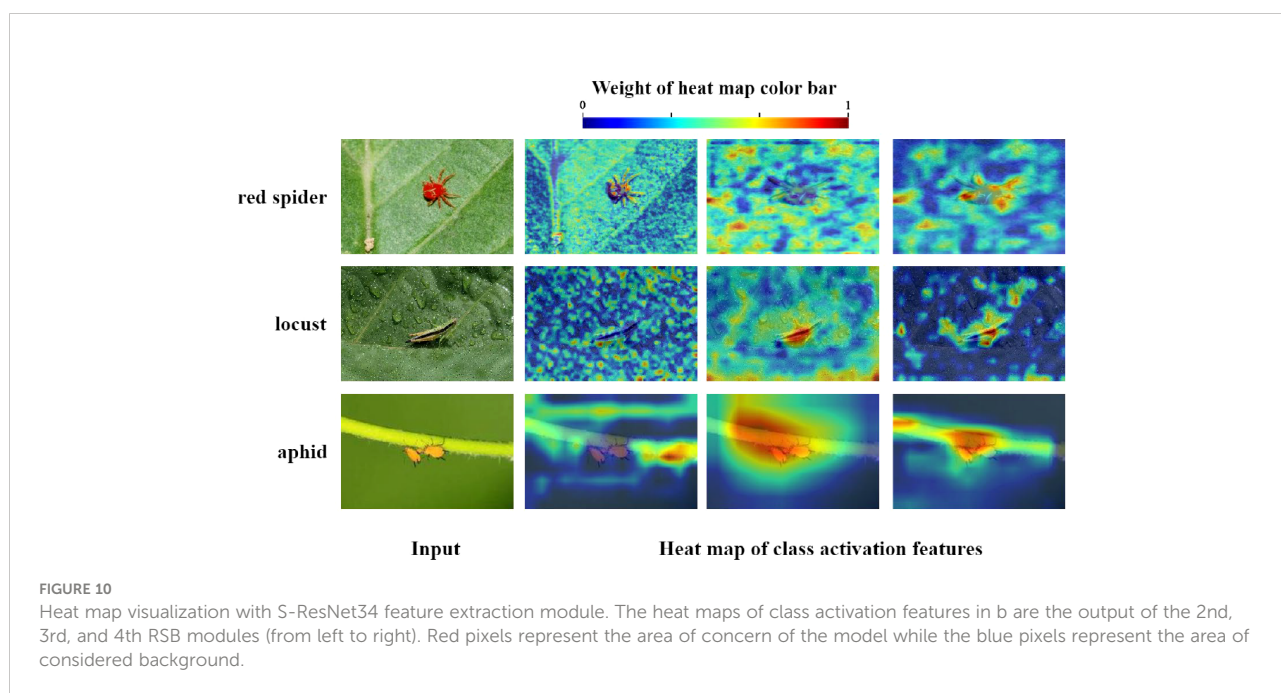 Weight of heat map color bar
0 1
red spider
locust
aphid
Input Heat map of class activation features
FIGURE 10
Heat map visualization with S-ResNet34 feature extraction module. The heat maps of class activation features in b are the output of the 2nd,
3rd, and 4th RSB modules (from left to right). Red pixels represent the area of concern of the model while the blue pixels represent the area of
considered background.